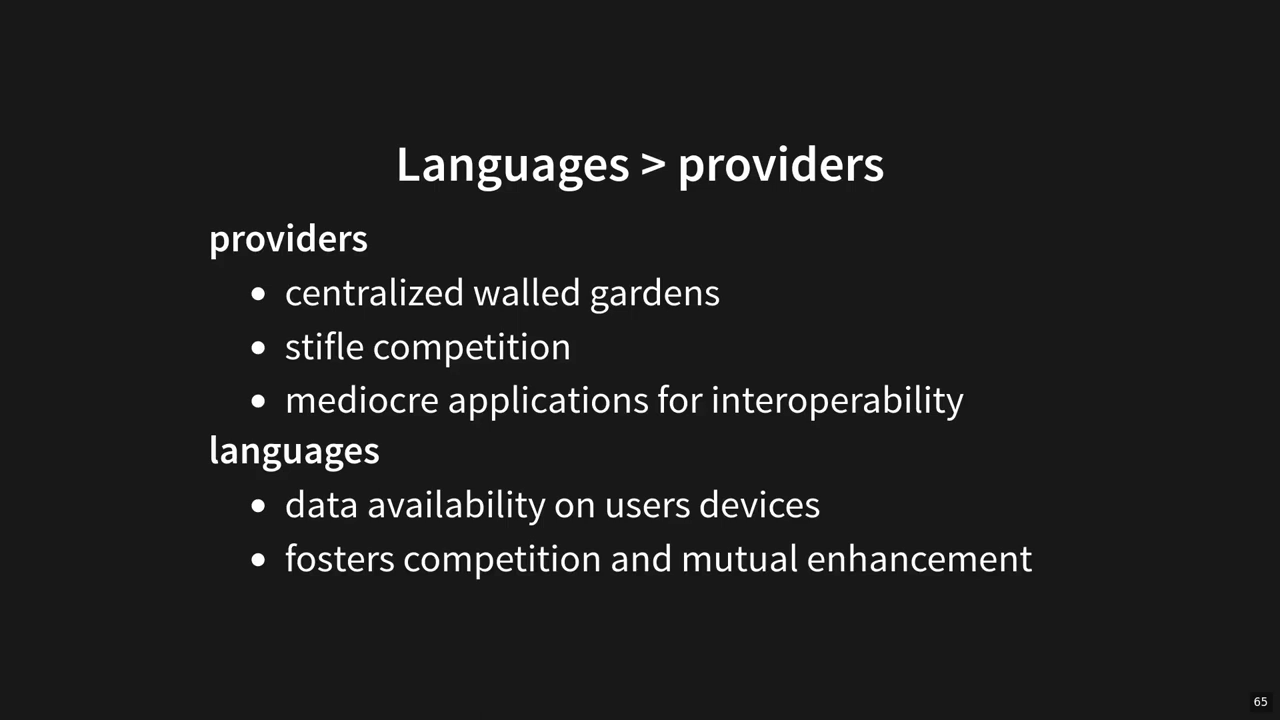 Languages > providers
providers
• centralized walled gardens
• stifle competition
• mediocre applications for interoperability
languages
• data availability on users devices
• fosters competition and mutual enhancement
65